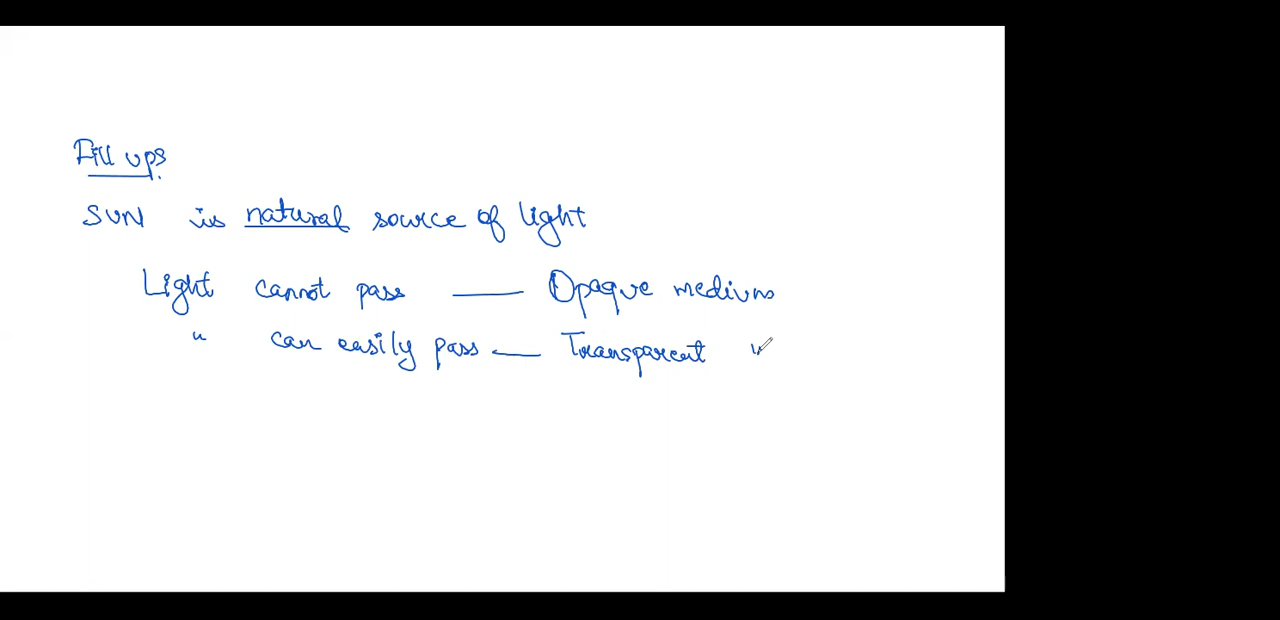 Fill ups.
SUN is natural source of light
Light cannot pass —— Opaque medium
" can easily pass —— Transparent "